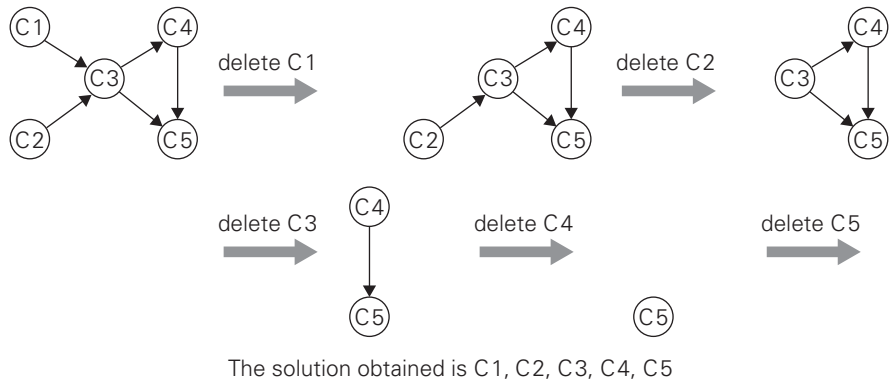 C1 C4 C4 C4
delete C1 delete C2
C3 C3 C3
C2 C5 C2 C5 C5
delete C3 C4 delete C4 delete C5
C5 C5
The solution obtained is C1, C2, C3, C4, C5